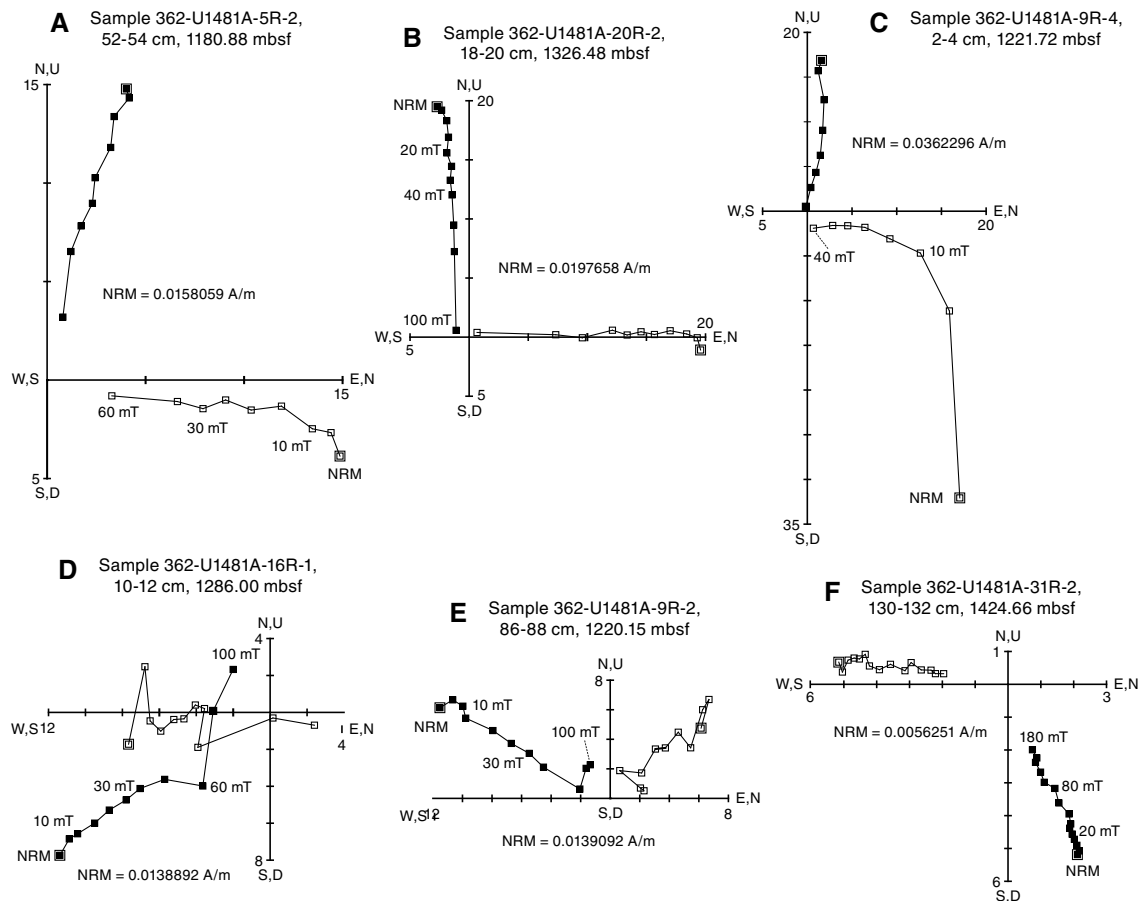 A
Sample 362-U1481A-5R-2,
52-54 cm, 1180.88 mbsf
N,U
15
NRM = 0.0158059 A/m
W,S
E,N
15
60 mT
30 mT
10 mT
NRM
5
S,D
B
Sample 362-U1481A-20R-2,
18-20 cm, 1326.48 mbsf
N,U
NRM
20
20 mT
40 mT
NRM = 0.0197658 A/m
100 mT
20
W,S
E,N
5
5
S,D
C
Sample 362-U1481A-9R-4,
2-4 cm, 1221.72 mbsf
N,U
20
NRM = 0.0362296 A/m
W,S
E,N
5
20
40 mT
10 mT
NRM
35
S,D
D
Sample 362-U1481A-16R-1,
10-12 cm, 1286.00 mbsf
N,U
4
100 mT
W,S
12
E,N
4
30 mT
60 mT
10 mT
NRM
NRM = 0.0138892 A/m
8
S,D
E
Sample 362-U1481A-9R-2,
86-88 cm, 1220.15 mbsf
N,U
8
10 mT
NRM
100 mT
30 mT
W,S
12
S,D
E,N
8
NRM = 0.0139092 A/m
F
Sample 362-U1481A-31R-2,
130-132 cm, 1424.66 mbsf
N,U
1
W,S
E,N
6
3
NRM = 0.0056251 A/m
180 mT
80 mT
20 mT
NRM
6
S,D